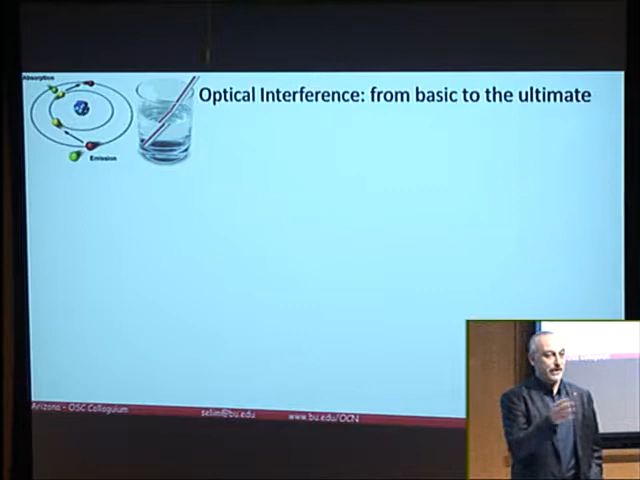 Absorption
Optical Interference: from basic to the ultimate
Emission
Arizona - OSC Colloquium selim@bu.edu www.bu.edu/OCN